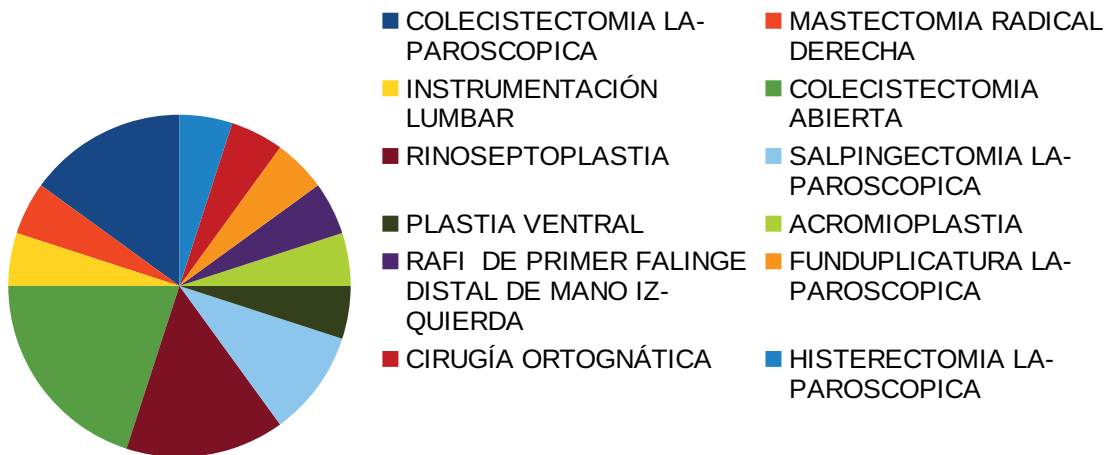 COLECISTECTOMIA LA-
PAROSCOPICA
MASTECTOMIA RADICAL
DERECHA
INSTRUMENTACIÓN
LUMBAR
COLECISTECTOMIA
ABIERTA
RINOSEPTOPLASTIA
SALPINGECTOMIA LA-
PAROSCOPICA
PLASTIA VENTRAL
ACROMIOPLASTIA
RAFI  DE PRIMER FALINGE
DISTAL DE MANO IZ-
QUIERDA
FUNDUPLICATURA LA-
PAROSCOPICA
CIRUGÍA ORTOGNÁTICA
HISTERECTOMIA LA-
PAROSCOPICA